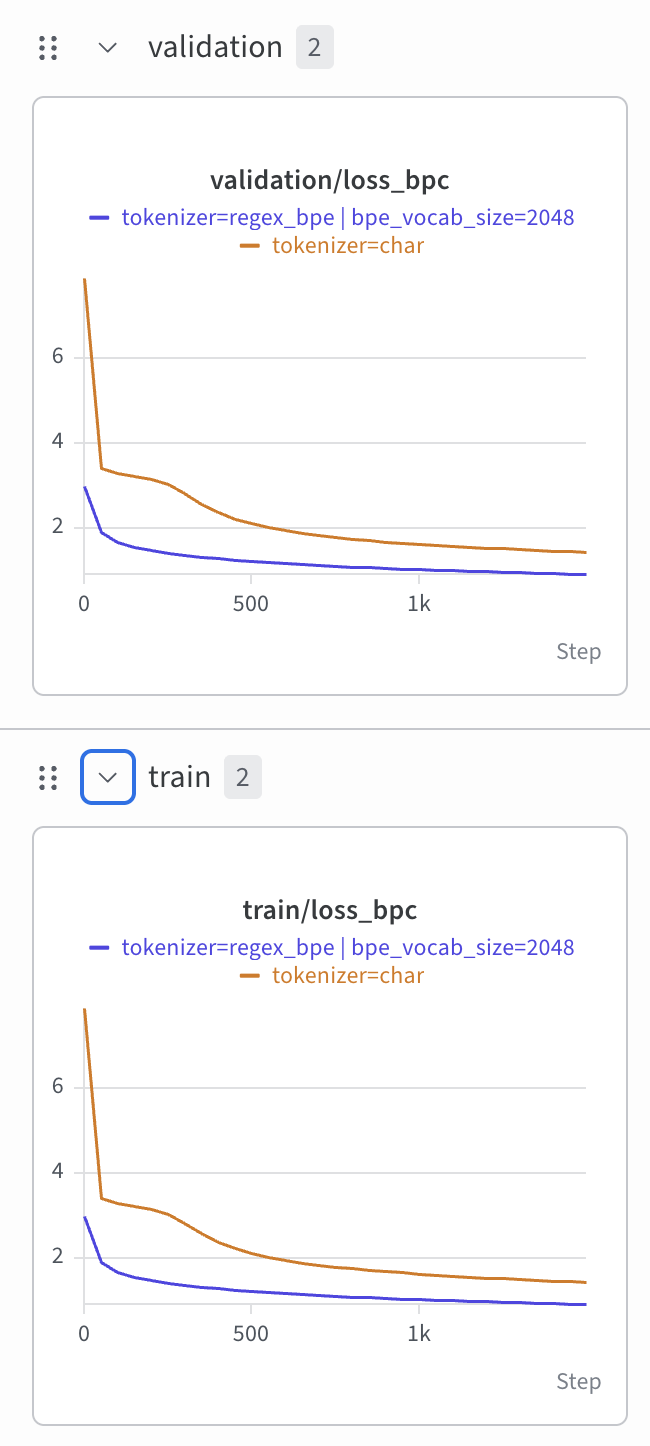 validation 2
validation/loss_bpc
tokenizer=regex_bpe | bpe_vocab_size=2048
tokenizer=char
6
4
2
0 500 1k
Step
train 2
train/loss_bpc
tokenizer=regex_bpe | bpe_vocab_size=2048
tokenizer=char
6
4
2
0 500 1k
Step